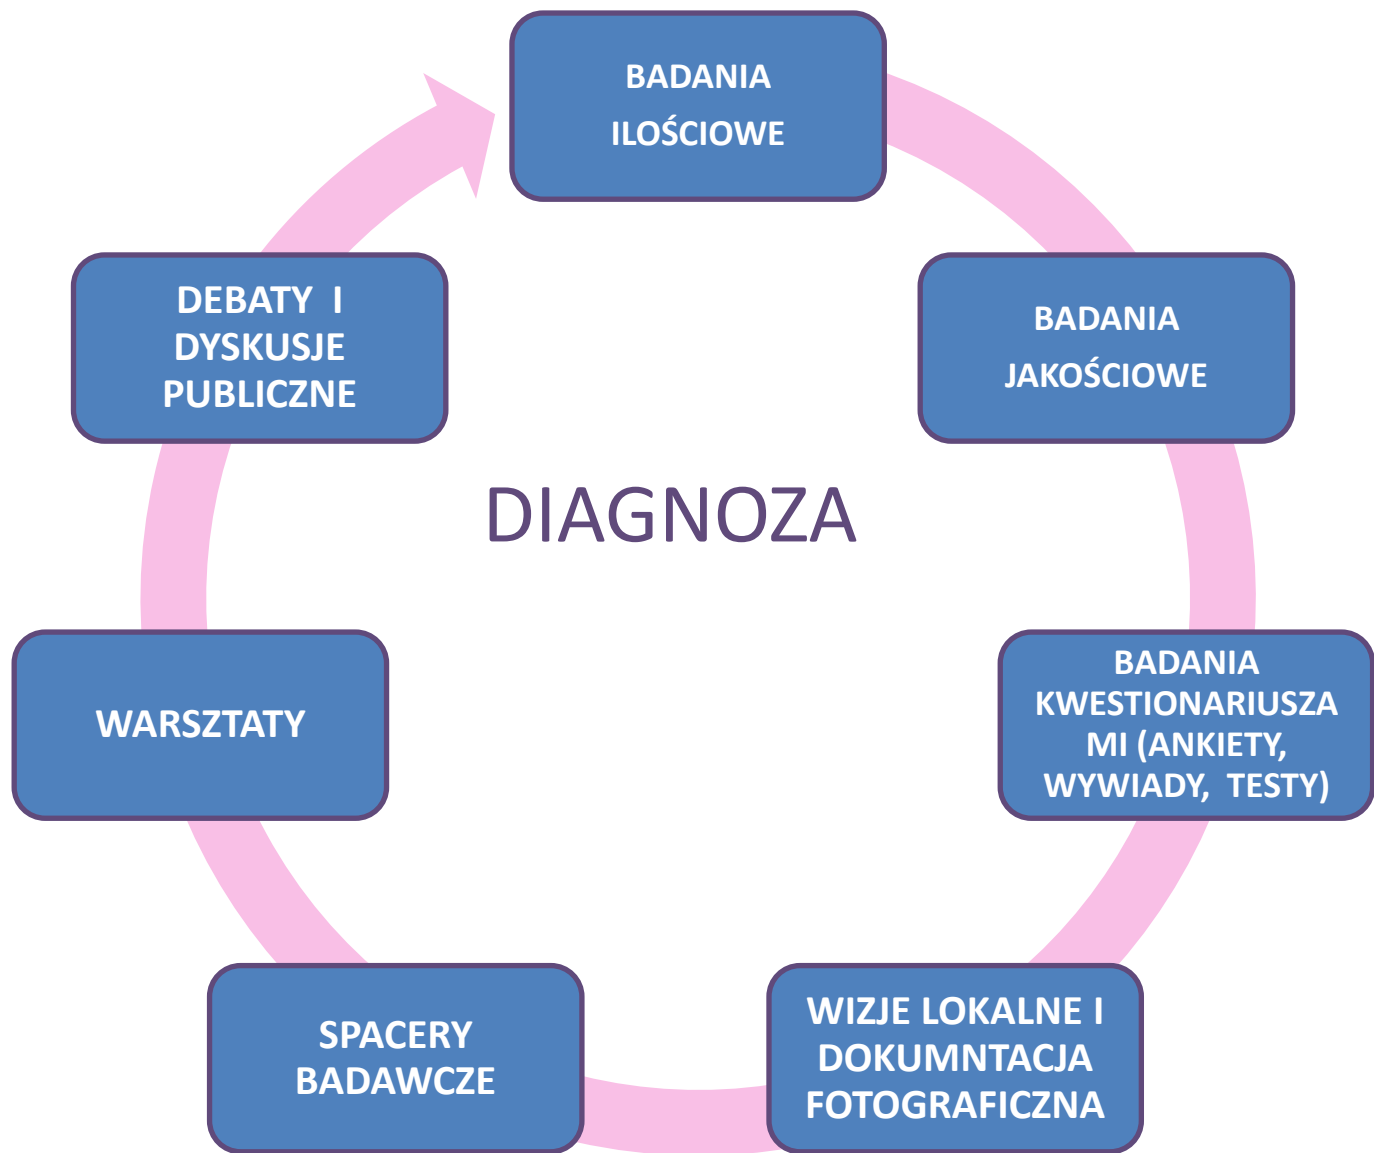 BADANIA
ILOŚCIOWE
BADANIA
JAKOŚCIOWE
BADANIA
KWESTIONARIUSZA
MI (ANKIETY,
WYWIADY, TESTY)
WIZJE LOKALNE I
DOKUMNTACJA
FOTOGRAFICZNA
SPACERY
BADAWCZE
WARSZTATY
DEBATY I
DYSKUSJE
PUBLICZNE
DIAGNOZA